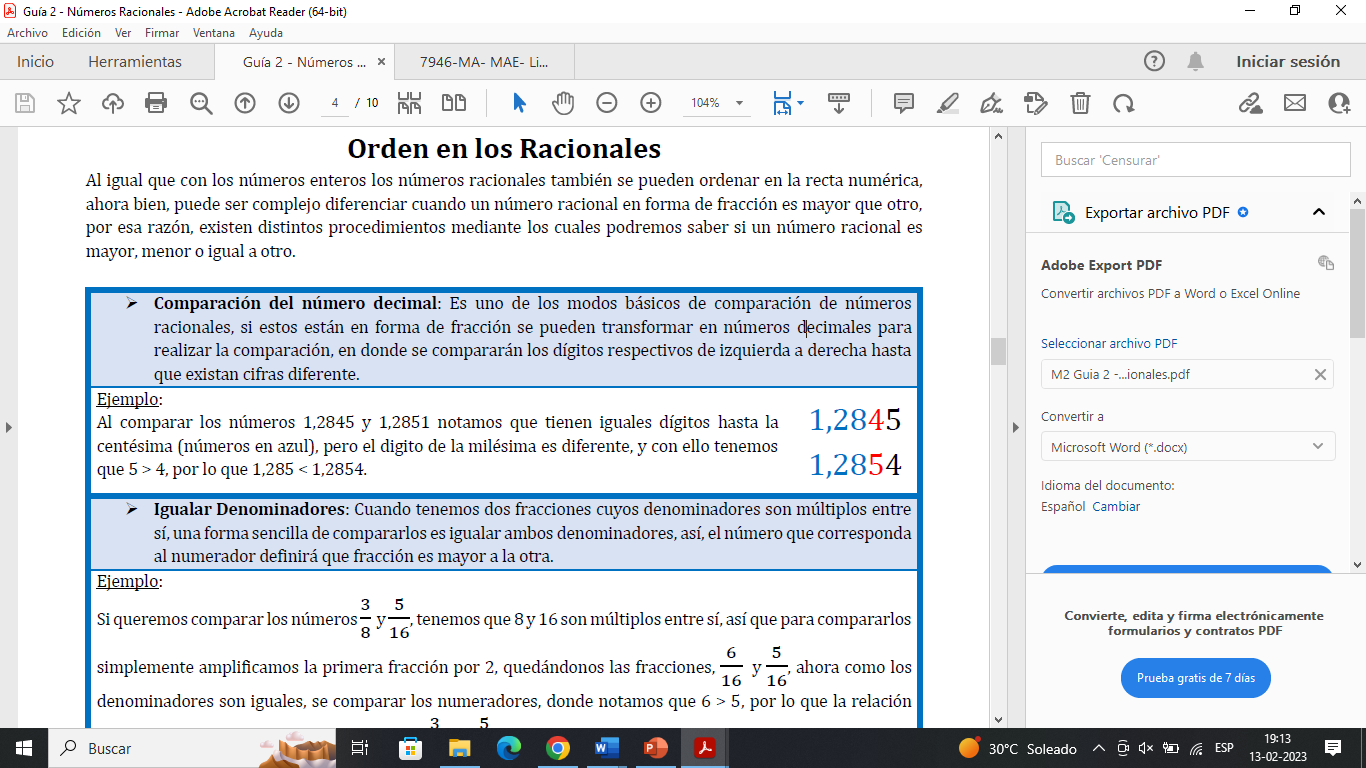 Guía 2 - Números Racionales - Adobe Acrobat Reader (64-bit)
Archivo Edición Ver Firmar Ventana Ayuda
Inicio Herramientas Guía 2 - Números ... 7946-MA- MAE- Li... Iniciar sesión
4 / 10 104%
Orden en los Racionales
Al igual que con los números enteros los números racionales también se pueden ordenar en la recta numérica,
ahora bien, puede ser complejo diferenciar cuando un número racional en forma de fracción es mayor que otro,
por esa razón, existen distintos procedimientos mediante los cuales podremos saber si un número racional es
mayor, menor o igual a otro.
➢ Comparación del número decimal: Es uno de los modos básicos de comparación de números
racionales, si estos están en forma de fracción se pueden transformar en números decimales para
realizar la comparación, en donde se compararán los dígitos respectivos de izquierda a derecha hasta
que existan cifras diferente.
Ejemplo:
Al comparar los números 1,2845 y 1,2851 notamos que tienen iguales dígitos hasta la
centésima (números en azul), pero el digito de la milésima es diferente, y con ello tenemos
que 5 > 4, por lo que 1,285 < 1,2854.
1,2845
1,2854
➢ Igualar Denominadores: Cuando tenemos dos fracciones cuyos denominadores son múltiplos entre
sí, una forma sencilla de compararlos es igualar ambos denominadores, así, el número que corresponda
al numerador definirá que fracción es mayor a la otra.
Ejemplo:
Si queremos comparar los números 3/8 y 5/16, tenemos que 8 y 16 son múltiplos entre sí, así que para compararlos
simplemente amplificamos la primera fracción por 2, quedándonos las fracciones, 6/16 y 5/16, ahora como los
denominadores son iguales, se comparar los numeradores, donde notamos que 6 > 5, por lo que la relación
3 5
Buscar 'Censurar'
Exportar archivo PDF
Adobe Export PDF
Convertir archivos PDF a Word o Excel Online
Seleccionar archivo PDF
M2 Guia 2 -...ionales.pdf
Convertir a
Microsoft Word (*.docx)
Idioma del documento:
Español Cambiar
Convierte, edita y firma electrónicamente
formularios y contratos PDF
Prueba gratis de 7 días
Buscar
30°C Soleado
ESP
19:13
13-02-2023